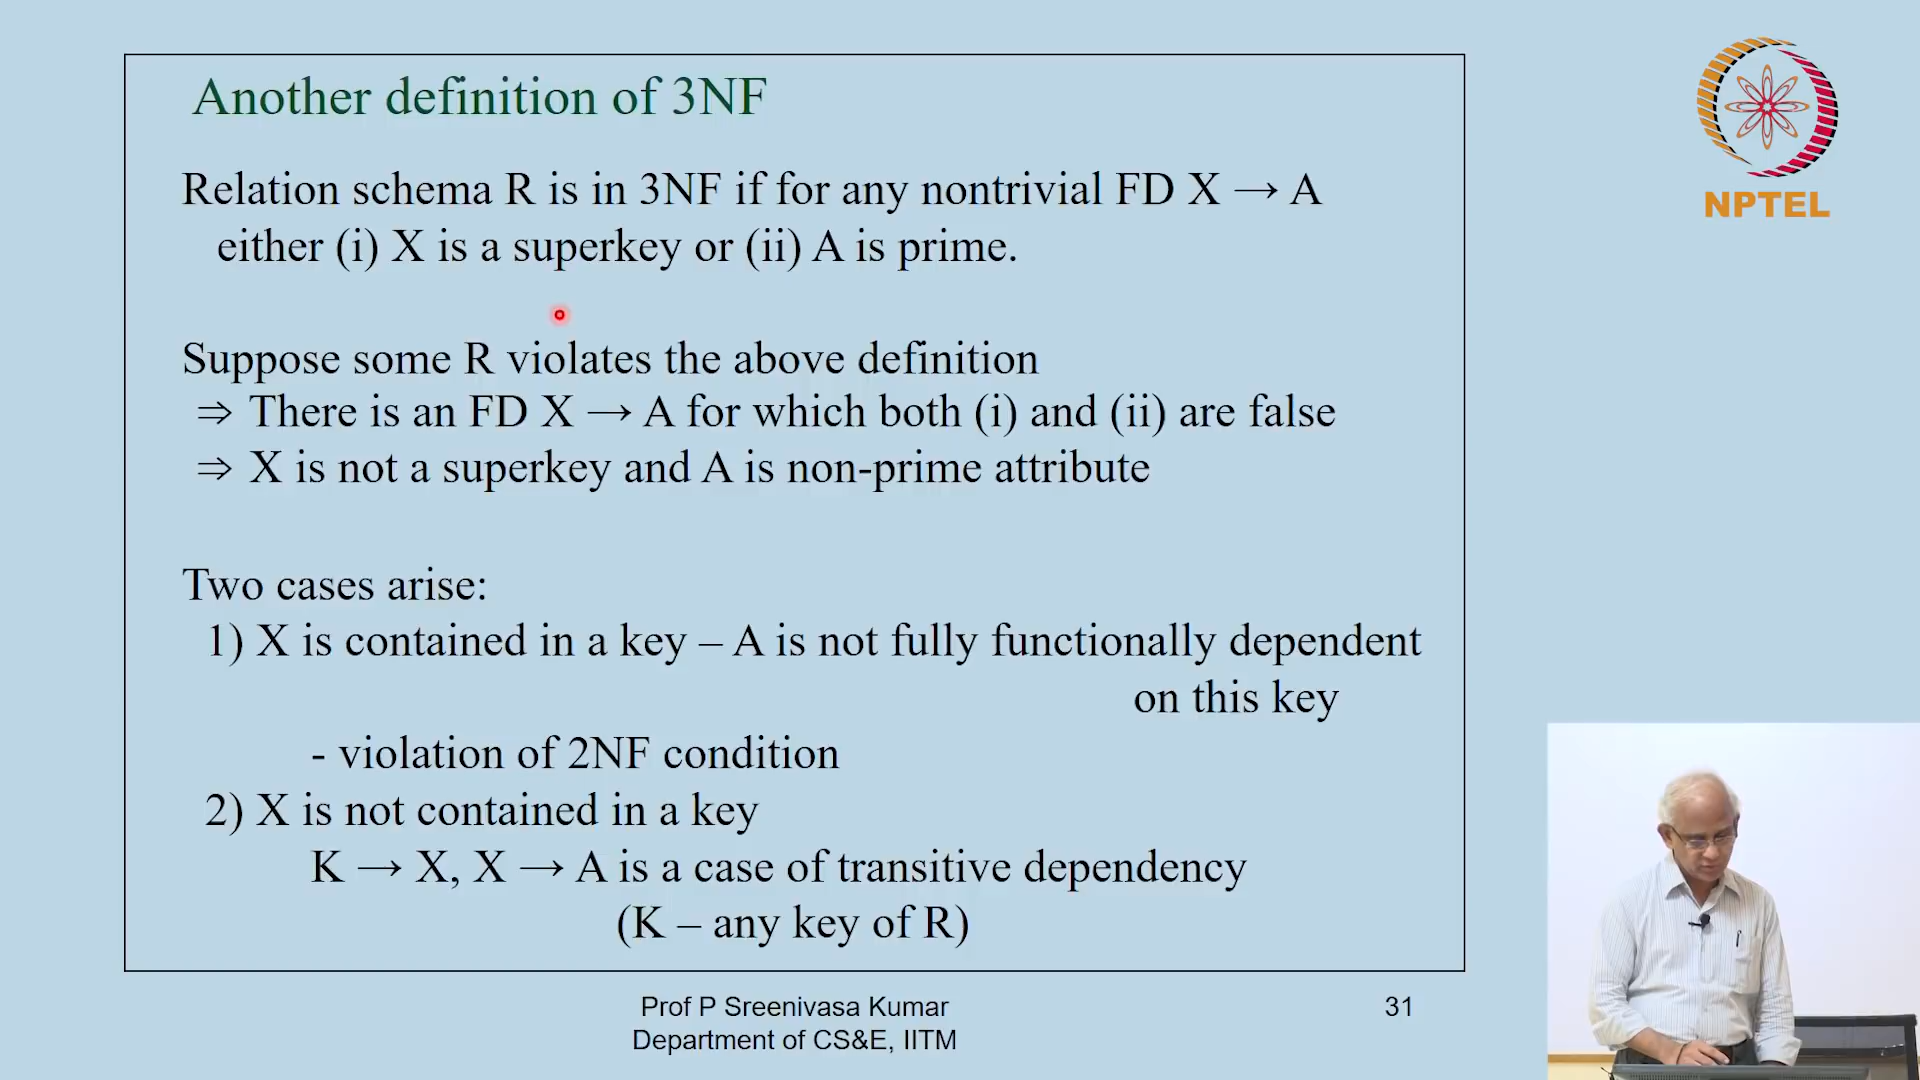 Another definition of 3NF
Relation schema R is in 3NF if for any nontrivial FD X → A
either (i) X is a superkey or (ii) A is prime.
Suppose some R violates the above definition
⇒ There is an FD X → A for which both (i) and (ii) are false
⇒ X is not a superkey and A is non-prime attribute
Two cases arise:
1) X is contained in a key – A is not fully functionally dependent
on this key
- violation of 2NF condition
2) X is not contained in a key
K → X, X → A is a case of transitive dependency
(K – any key of R)
Prof P Sreenivasa Kumar
Department of CS&E, IITM
31
NPTEL